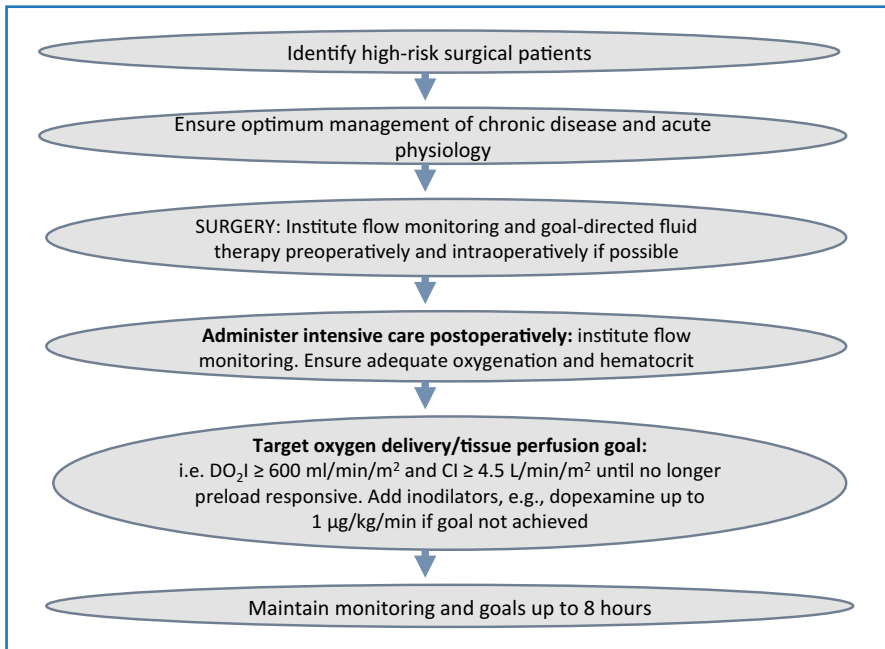 Identify high-risk surgical patients
Ensure optimum management of chronic disease and acute
physiology
SURGERY: Institute flow monitoring and goal-directed fluid
therapy preoperatively and intraoperatively if possible
Administer intensive care postoperatively: institute flow
monitoring. Ensure adequate oxygenation and hematocrit
Target oxygen delivery/tissue perfusion goal:
i.e. DO₂I ≥ 600 ml/min/m² and CI ≥ 4.5 L/min/m² until no longer
preload responsive. Add inodilators, e.g., dopexamine up to
1 μg/kg/min if goal not achieved
Maintain monitoring and goals up to 8 hours